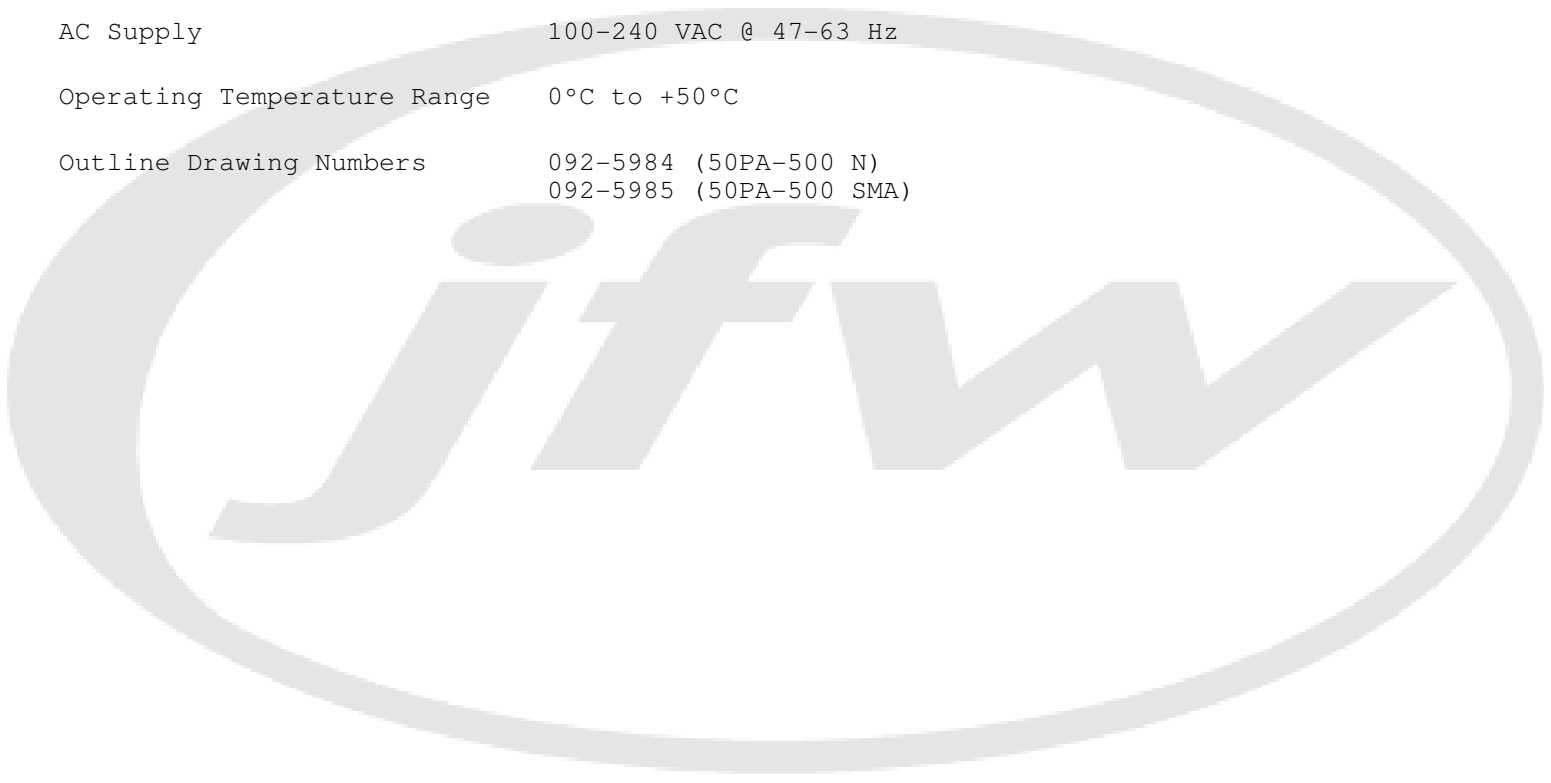 AC Supply 100-240 VAC @ 47-63 Hz
Operating Temperature Range 0°C to +50°C
Outline Drawing Numbers 092-5984 (50PA-500 N)
092-5985 (50PA-500 SMA)
jfw